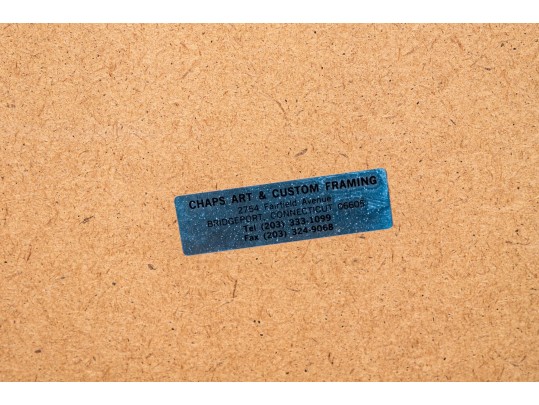 CHAPS ART & CUSTOM FRAMING
2754 Fairfield Avenue
BRIDGEPORT, CONNECTICUT 06605
Tel (203) 333-1099
Fax (203) 324-9068